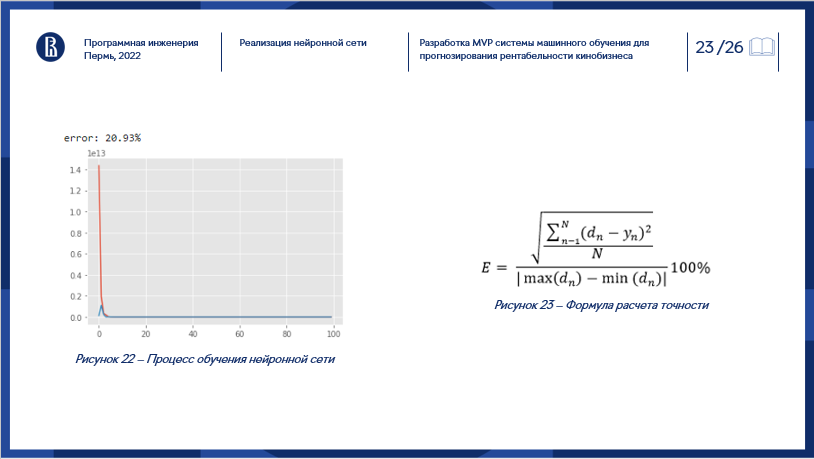 Программная инженерия
Пермь, 2022
Реализация нейронной сети
Разработка MVP системы машинного обучения для
прогнозирования рентабельности кинобизнеса
23 /26
error: 20.93%
1e13
1.4
1.2
1.0
0.8
0.6
0.4
0.2
0.0
0 20 40 60 80 100
Рисунок 22 – Процесс обучения нейронной сети
E = √(∑ₙ₋₁ᴺ(dₙ − yₙ)² / N) / |max(dₙ) − min (dₙ)| 100%
Рисунок 23 – Формула расчета точности